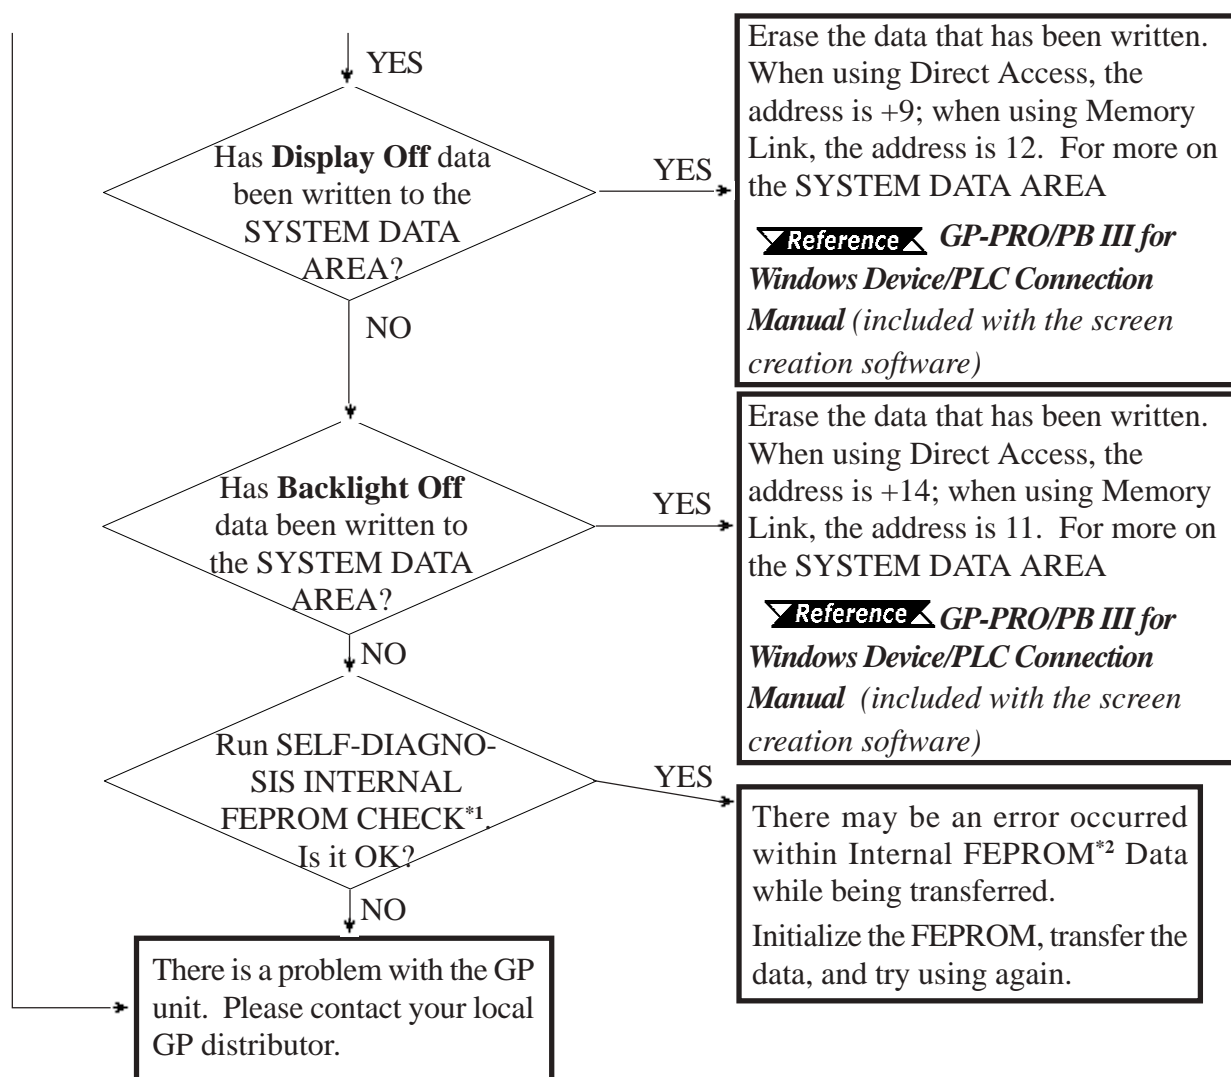 YES
Has Display Off data
been written to the
SYSTEM DATA
AREA?
YES
Erase the data that has been written.
When using Direct Access, the
address is +9; when using Memory
Link, the address is 12. For more on
the SYSTEM DATA AREA
Reference GP-PRO/PB III for
Windows Device/PLC Connection
Manual (included with the screen
creation software)
NO
Has Backlight Off
data been written to
the SYSTEM DATA
AREA?
YES
Erase the data that has been written.
When using Direct Access, the
address is +14; when using Memory
Link, the address is 11. For more on
the SYSTEM DATA AREA
Reference GP-PRO/PB III for
Windows Device/PLC Connection
Manual (included with the screen
creation software)
NO
Run SELF-DIAGNO-
SIS INTERNAL
FEPROM CHECK*1.
Is it OK?
YES
There may be an error occurred
within Internal FEPROM*2 Data
while being transferred.
Initialize the FEPROM, transfer the
data, and try using again.
NO
There is a problem with the GP
unit. Please contact your local
GP distributor.